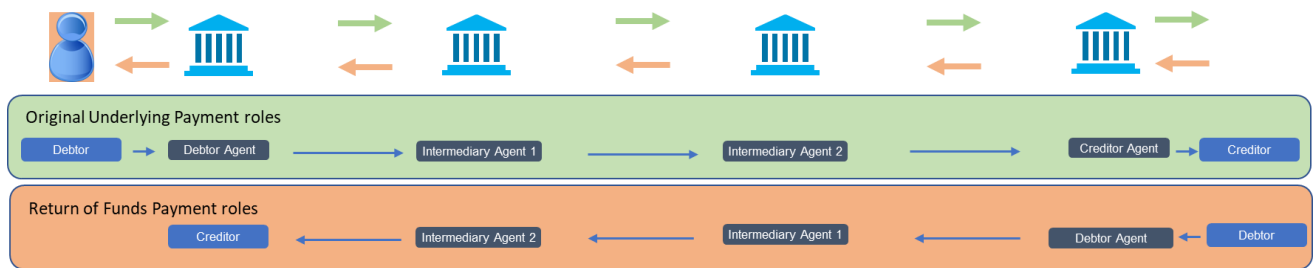 Original Underlying Payment roles
Debtor
Debtor Agent
Intermediary Agent 1
Intermediary Agent 2
Creditor Agent
Creditor
Return of Funds Payment roles
Creditor
Intermediary Agent 2
Intermediary Agent 1
Debtor Agent
Debtor